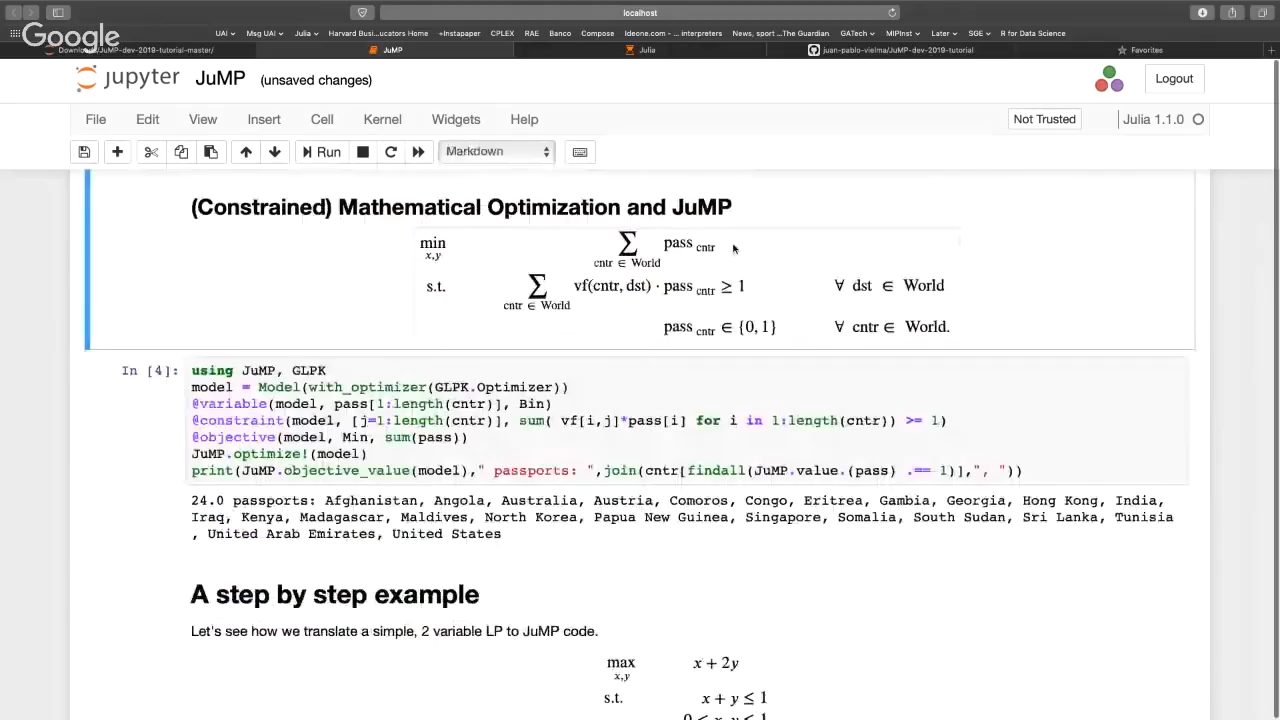 localhost
Google
UAI Msg UAI Julia Harvard Bus...ucators Home +Instapaper CPLEX RAE Banco Compose Ideone.com - ... interpreters News, sport ...The Guardian GATech MIPInst Later SGE R for Data Science
Downloads/JuMP-dev-2019-tutorial-master/ JuMP Julia juan-pablo-vielma/JuMP-dev-2019-tutorial Favorites
jupyter JuMP (unsaved changes) Logout
File Edit View Insert Cell Kernel Widgets Help Not Trusted Julia 1.1.0
Run Markdown
(Constrained) Mathematical Optimization and JuMP
min x,y ∑ cntr ∈ World pass cntr
s.t. ∑ cntr ∈ World vf(cntr, dst) · pass cntr ≥ 1 ∀ dst ∈ World
pass cntr ∈ {0, 1} ∀ cntr ∈ World.
In [4]: using JuMP, GLPK
model = Model(with_optimizer(GLPK.Optimizer))
@variable(model, pass[1:length(cntr)], Bin)
@constraint(model, [j=1:length(cntr)], sum( vf[i,j]*pass[i] for i in 1:length(cntr)) >= 1)
@objective(model, Min, sum(pass))
JuMP.optimize!(model)
print(JuMP.objective_value(model)," passports: ",join(cntr[findall(JuMP.value.(pass) .== 1)],", "))
24.0 passports: Afghanistan, Angola, Australia, Austria, Comoros, Congo, Eritrea, Gambia, Georgia, Hong Kong, India,
Iraq, Kenya, Madagascar, Maldives, North Korea, Papua New Guinea, Singapore, Somalia, South Sudan, Sri Lanka, Tunisia
, United Arab Emirates, United States
A step by step example
Let's see how we translate a simple, 2 variable LP to JuMP code.
max x,y x + 2y
s.t. x + y ≤ 1
0 ≤ x, y ≤ 1